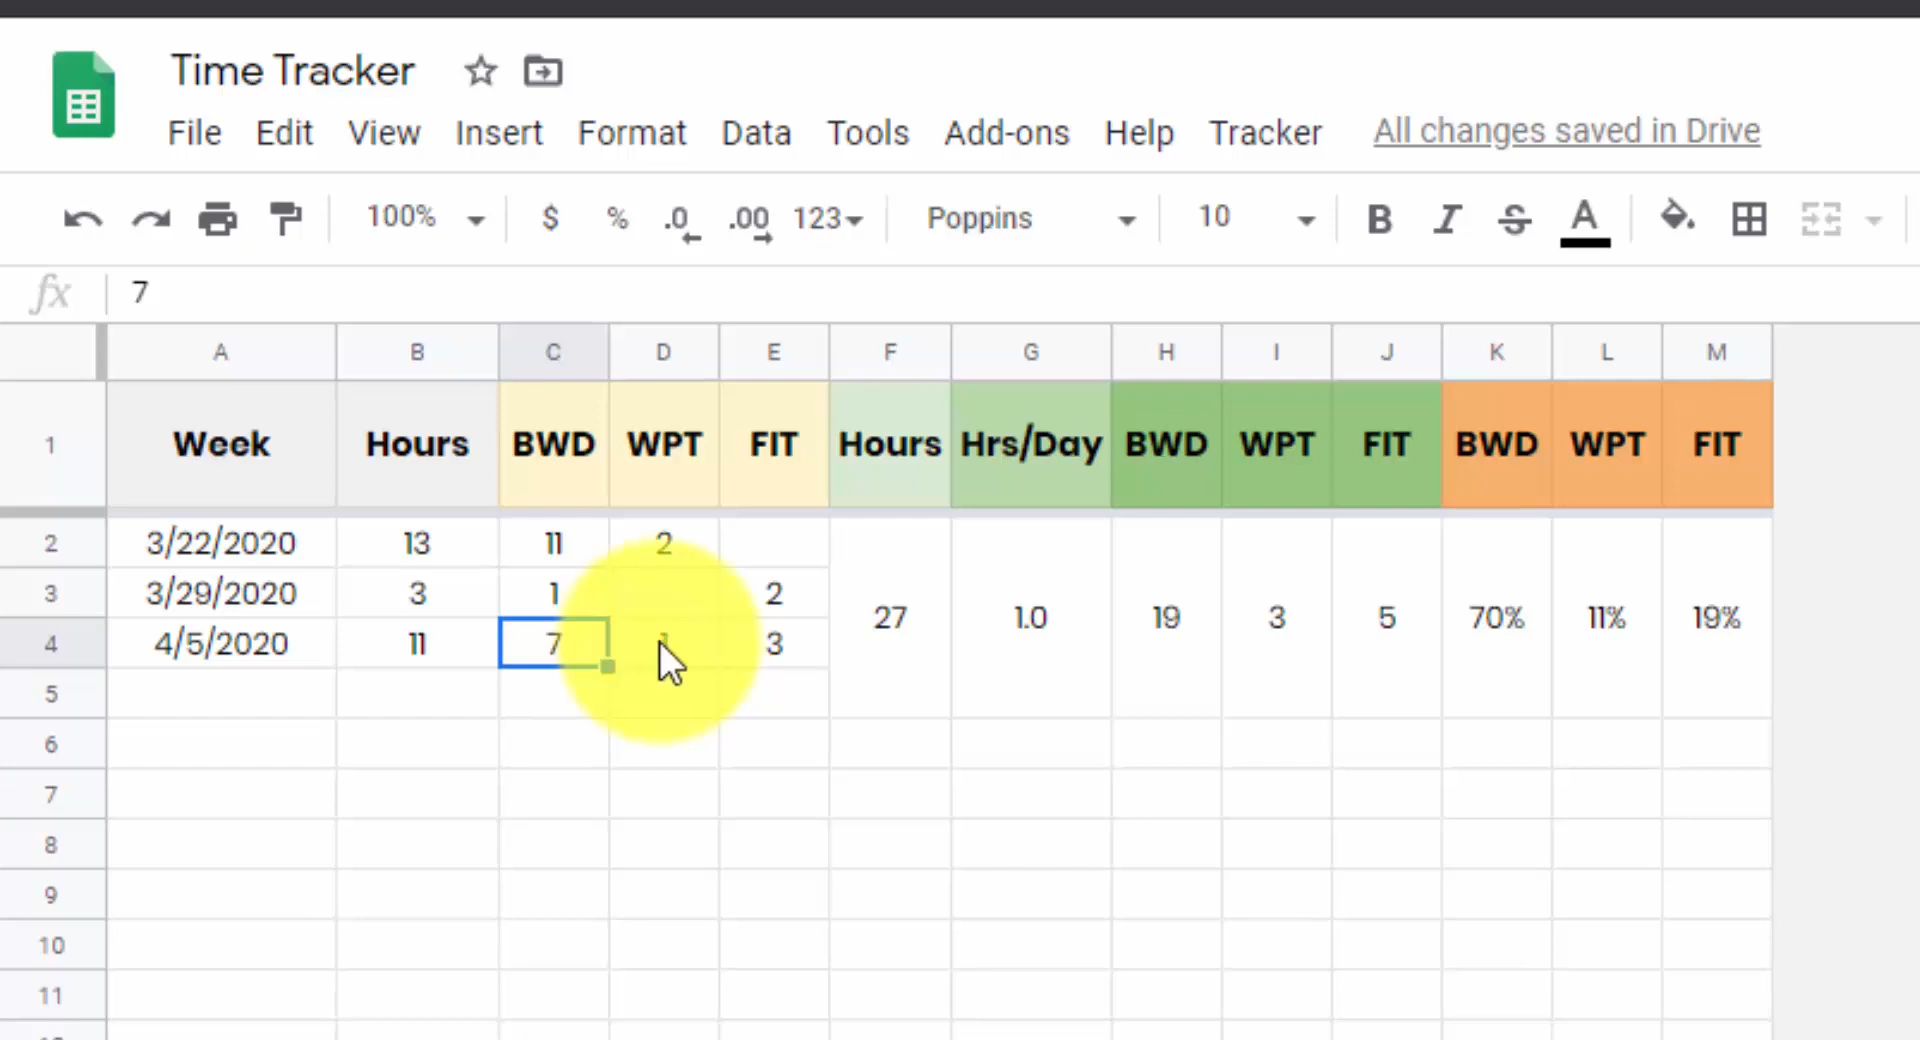 Time Tracker
File Edit View Insert Format Data Tools Add-ons Help Tracker All changes saved in Drive
100% $ % .0 .00 123 Poppins 10 B I S A
fx 7
A B C D E F G H I J K L M
1 Week Hours BWD WPT FIT Hours Hrs/Day BWD WPT FIT BWD WPT FIT
2 3/22/2020 13 11 2
3 3/29/2020 3 1 2
27 1.0 19 3 5 70% 11% 19%
4 4/5/2020 11 7 1 3
5
6
7
8
9
10
11